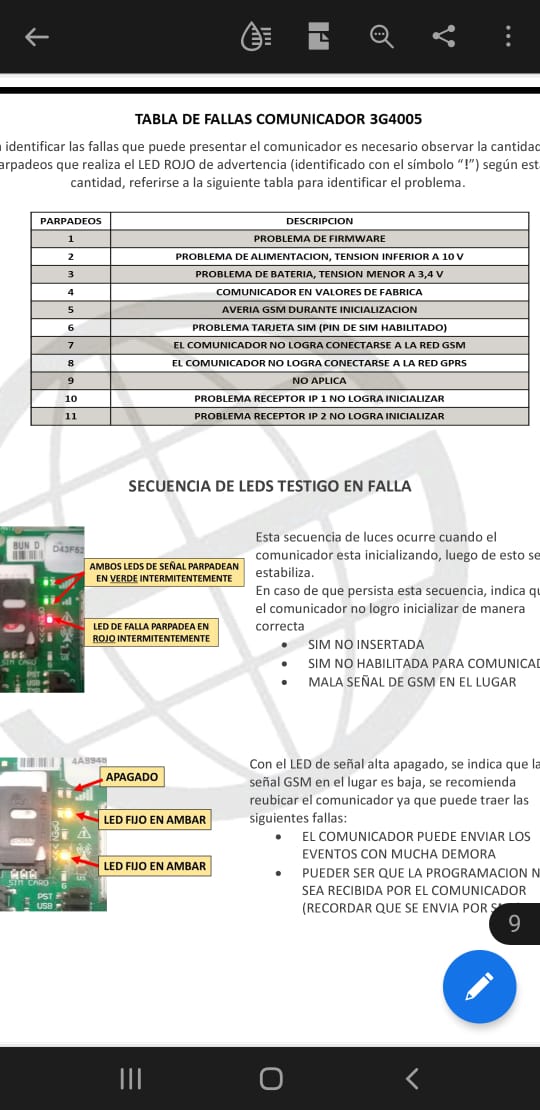 TABLA DE FALLAS COMUNICADOR 3G4005
identificar las fallas que puede presentar el comunicador es necesario observar la cantidad
arpadeos que realiza el LED ROJO de advertencia (identificado con el símbolo "!") según est
cantidad, referirse a la siguiente tabla para identificar el problema.
PARPADEOS DESCRIPCION
1 PROBLEMA DE FIRMWARE
2 PROBLEMA DE ALIMENTACION, TENSION INFERIOR A 10 V
3 PROBLEMA DE BATERIA, TENSION MENOR A 3,4 V
4 COMUNICADOR EN VALORES DE FABRICA
5 AVERIA GSM DURANTE INICIALIZACION
6 PROBLEMA TARJETA SIM (PIN DE SIM HABILITADO)
7 EL COMUNICADOR NO LOGRA CONECTARSE A LA RED GSM
8 EL COMUNICADOR NO LOGRA CONECTARSE A LA RED GPRS
9 NO APLICA
10 PROBLEMA RECEPTOR IP 1 NO LOGRA INICIALIZAR
11 PROBLEMA RECEPTOR IP 2 NO LOGRA INICIALIZAR
SECUENCIA DE LEDS TESTIGO EN FALLA
BUN D D43F52
AMBOS LEDS DE SEÑAL PARPADEAN
EN VERDE INTERMITENTEMENTE
LED DE FALLA PARPADEA EN
ROJO INTERMITENTEMENTE
SIM CARD
PST
USB
Esta secuencia de luces ocurre cuando el
comunicador esta inicializando, luego de esto se
estabiliza.
En caso de que persista esta secuencia, indica qu
el comunicador no logro inicializar de manera
correcta
• SIM NO INSERTADA
• SIM NO HABILITADA PARA COMUNICAD
• MALA SEÑAL DE GSM EN EL LUGAR
APAGADO
LED FIJO EN AMBAR
LED FIJO EN AMBAR
OPEN
SIM CARD
G
PST
USB
Con el LED de señal alta apagado, se indica que la
señal GSM en el lugar es baja, se recomienda
reubicar el comunicador ya que puede traer las
siguientes fallas:
• EL COMUNICADOR PUEDE ENVIAR LOS
EVENTOS CON MUCHA DEMORA
• PUEDER SER QUE LA PROGRAMACION N
SEA RECIBIDA POR EL COMUNICADOR
(RECORDAR QUE SE ENVIA POR
9